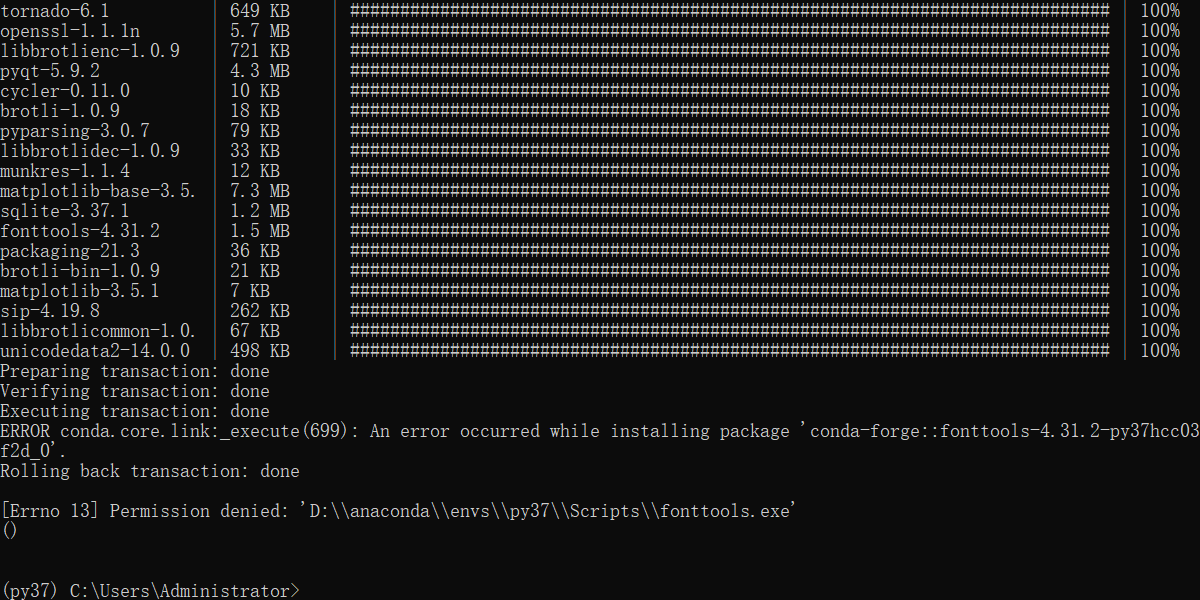 tornado-6.1 | 649 KB | ############################################################################ | 100%
openssl-1.1.1n | 5.7 MB | ############################################################################ | 100%
libbrotlienc-1.0.9 | 721 KB | ############################################################################ | 100%
pyqt-5.9.2 | 4.3 MB | ############################################################################ | 100%
cycler-0.11.0 | 10 KB | ############################################################################ | 100%
brotli-1.0.9 | 18 KB | ############################################################################ | 100%
pyparsing-3.0.7 | 79 KB | ############################################################################ | 100%
libbrotlidec-1.0.9 | 33 KB | ############################################################################ | 100%
munkres-1.1.4 | 12 KB | ############################################################################ | 100%
matplotlib-base-3.5. | 7.3 MB | ############################################################################ | 100%
sqlite-3.37.1 | 1.2 MB | ############################################################################ | 100%
fonttools-4.31.2 | 1.5 MB | ############################################################################ | 100%
packaging-21.3 | 36 KB | ############################################################################ | 100%
brotli-bin-1.0.9 | 21 KB | ############################################################################ | 100%
matplotlib-3.5.1 | 7 KB | ############################################################################ | 100%
sip-4.19.8 | 262 KB | ############################################################################ | 100%
libbrotlicommon-1.0. | 67 KB | ############################################################################ | 100%
unicodedata2-14.0.0 | 498 KB | ############################################################################ | 100%
Preparing transaction: done
Verifying transaction: done
Executing transaction: done
ERROR conda.core.link:_execute(699): An error occurred while installing package 'conda-forge::fonttools-4.31.2-py37hcc03
f2d_0'.
Rolling back transaction: done
[Errno 13] Permission denied: 'D:\\anaconda\\envs\\py37\\Scripts\\fonttools.exe'
()
(py37) C:\Users\Administrator>